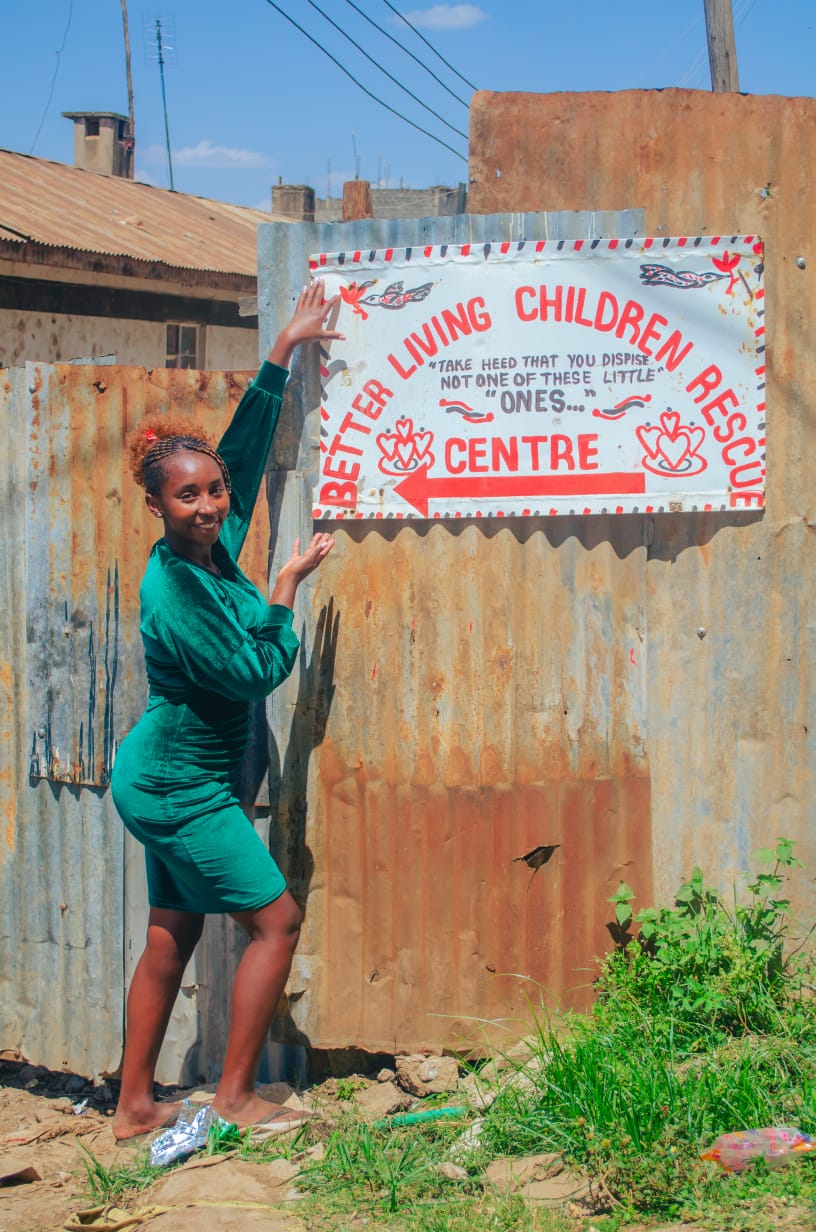 BETTER LIVING CHILDREN RESCUE
"TAKE HEED THAT YOU DISPISE
NOT ONE OF THESE LITTLE"
"ONES..."
CENTRE